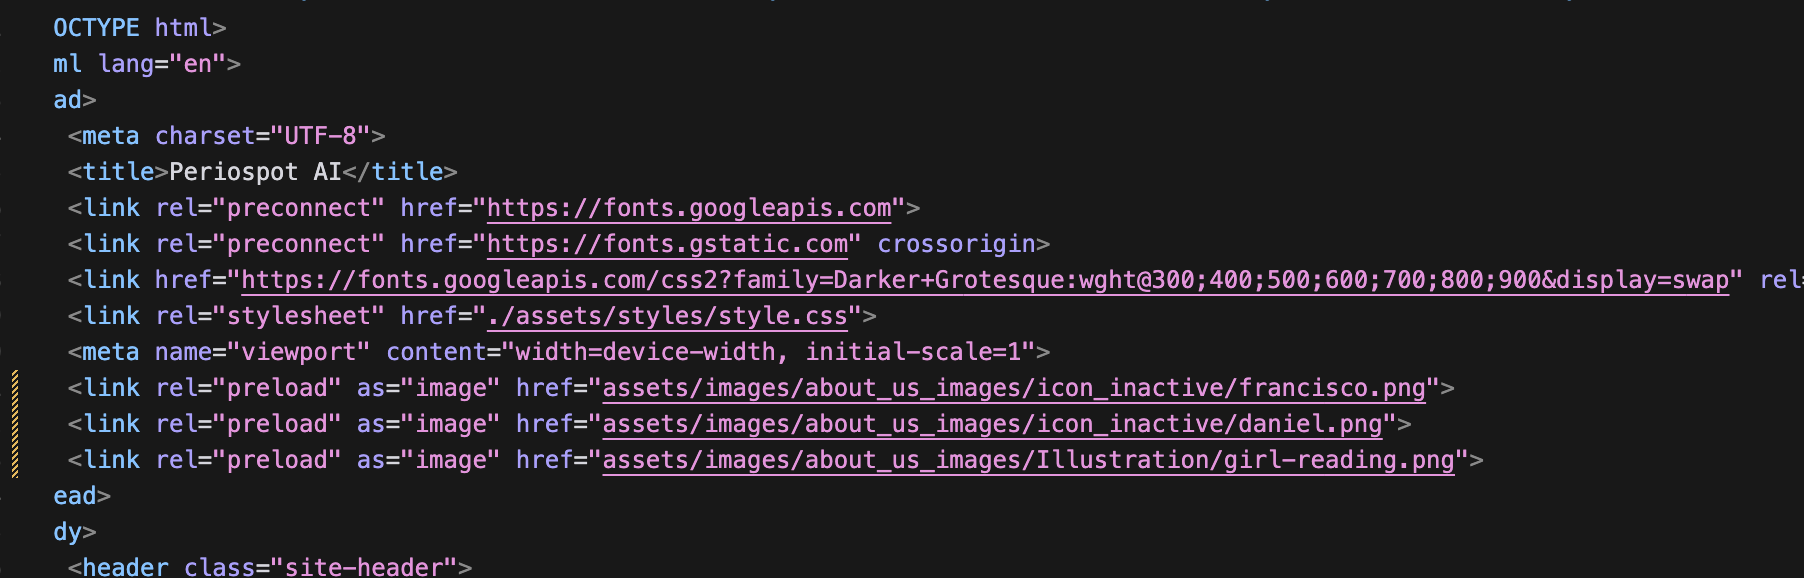 OCTYPE html>
ml lang="en">
ad>
<meta charset="UTF-8">
<title>Periospot AI</title>
<link rel="preconnect" href="https://fonts.googleapis.com">
<link rel="preconnect" href="https://fonts.gstatic.com" crossorigin>
<link href="https://fonts.googleapis.com/css2?family=Darker+Grotesque:wght@300;400;500;600;700;800;900&display=swap" rel=
<link rel="stylesheet" href="./assets/styles/style.css">
<meta name="viewport" content="width=device-width, initial-scale=1">
<link rel="preload" as="image" href="assets/images/about_us_images/icon_inactive/francisco.png">
<link rel="preload" as="image" href="assets/images/about_us_images/icon_inactive/daniel.png">
<link rel="preload" as="image" href="assets/images/about_us_images/Illustration/girl-reading.png">
ead>
dy>
<header class="site-header">